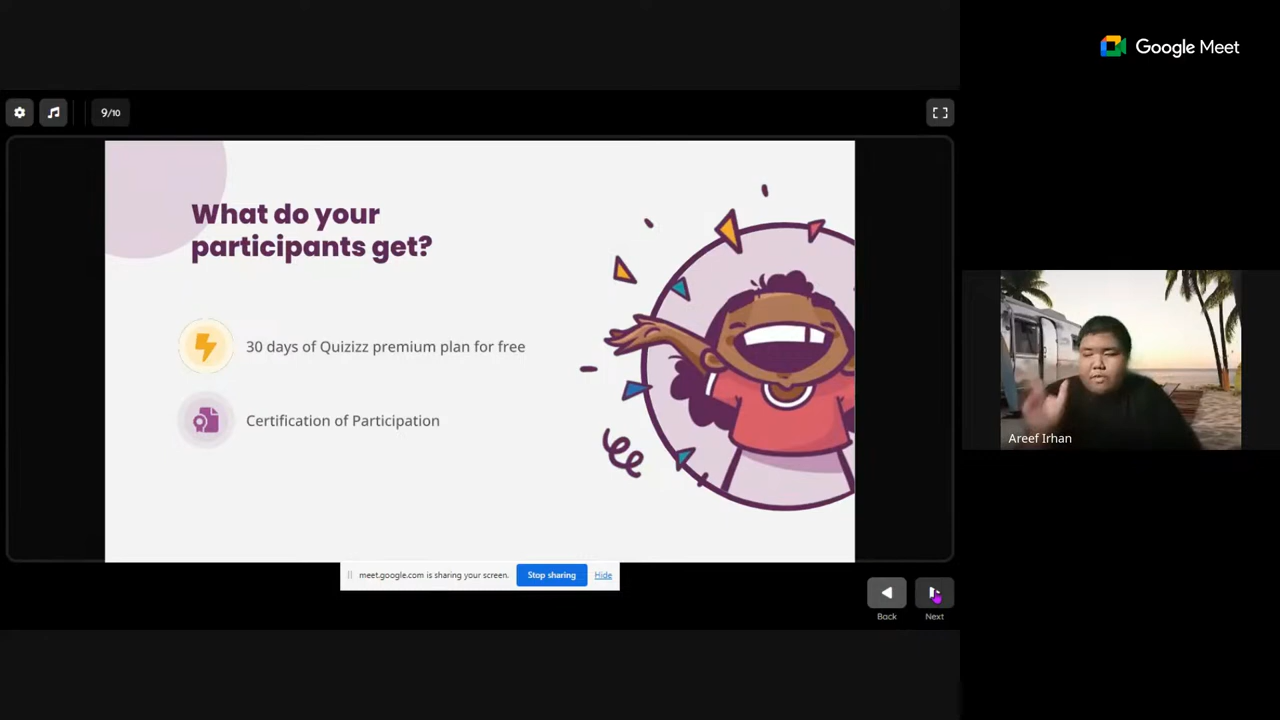 Google Meet
9/10
What do your
participants get?
30 days of Quizizz premium plan for free
Certification of Participation
Areef Irhan
meet.google.com is sharing your screen. Stop sharing Hide
Back Next